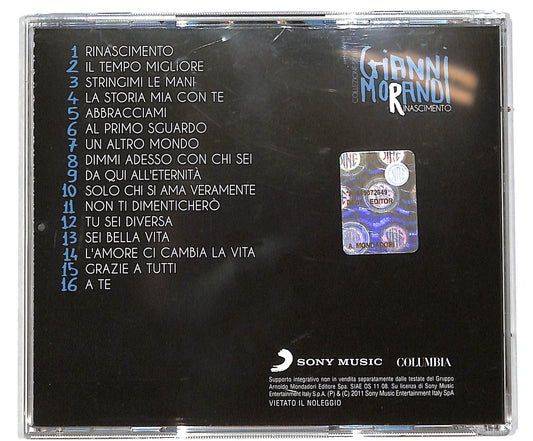 1 RINASCIMENTO
2 IL TEMPO MIGLIORE
3 STRINGIMI LE MANI
4 LA STORIA MIA CON TE
5 ABBRACCIAMI
6 AL PRIMO SGUARDO
7 UN ALTRO MONDO
8 DIMMI ADESSO CON CHI SEI
9 DA QUI ALL'ETERNITÀ
10 SOLO CHI SI AMA VERAMENTE
11 NON TI DIMENTICHERÒ
12 TU SEI DIVERSA
13 SEI BELLA VITA
14 L'AMORE CI CAMBIA LA VITA
15 GRAZIE A TUTTI
16 A TE
COLLEZIONE
GIANNI
MORANDI
RINASCIMENTO
EDITOR
A. MONDADORI
SONY MUSIC
COLUMBIA
Supporto integrativo non in vendita separatamente dalle testate del Gruppo
Arnoldo Mondadori Editore Spa. SIAE OS 11 08. Su licenza di Sony Music
Entertainment Italy S.p.A. (P) & (C) 2011 Sony Music Entertainment Italy SpA
VIETATO IL NOLEGGIO